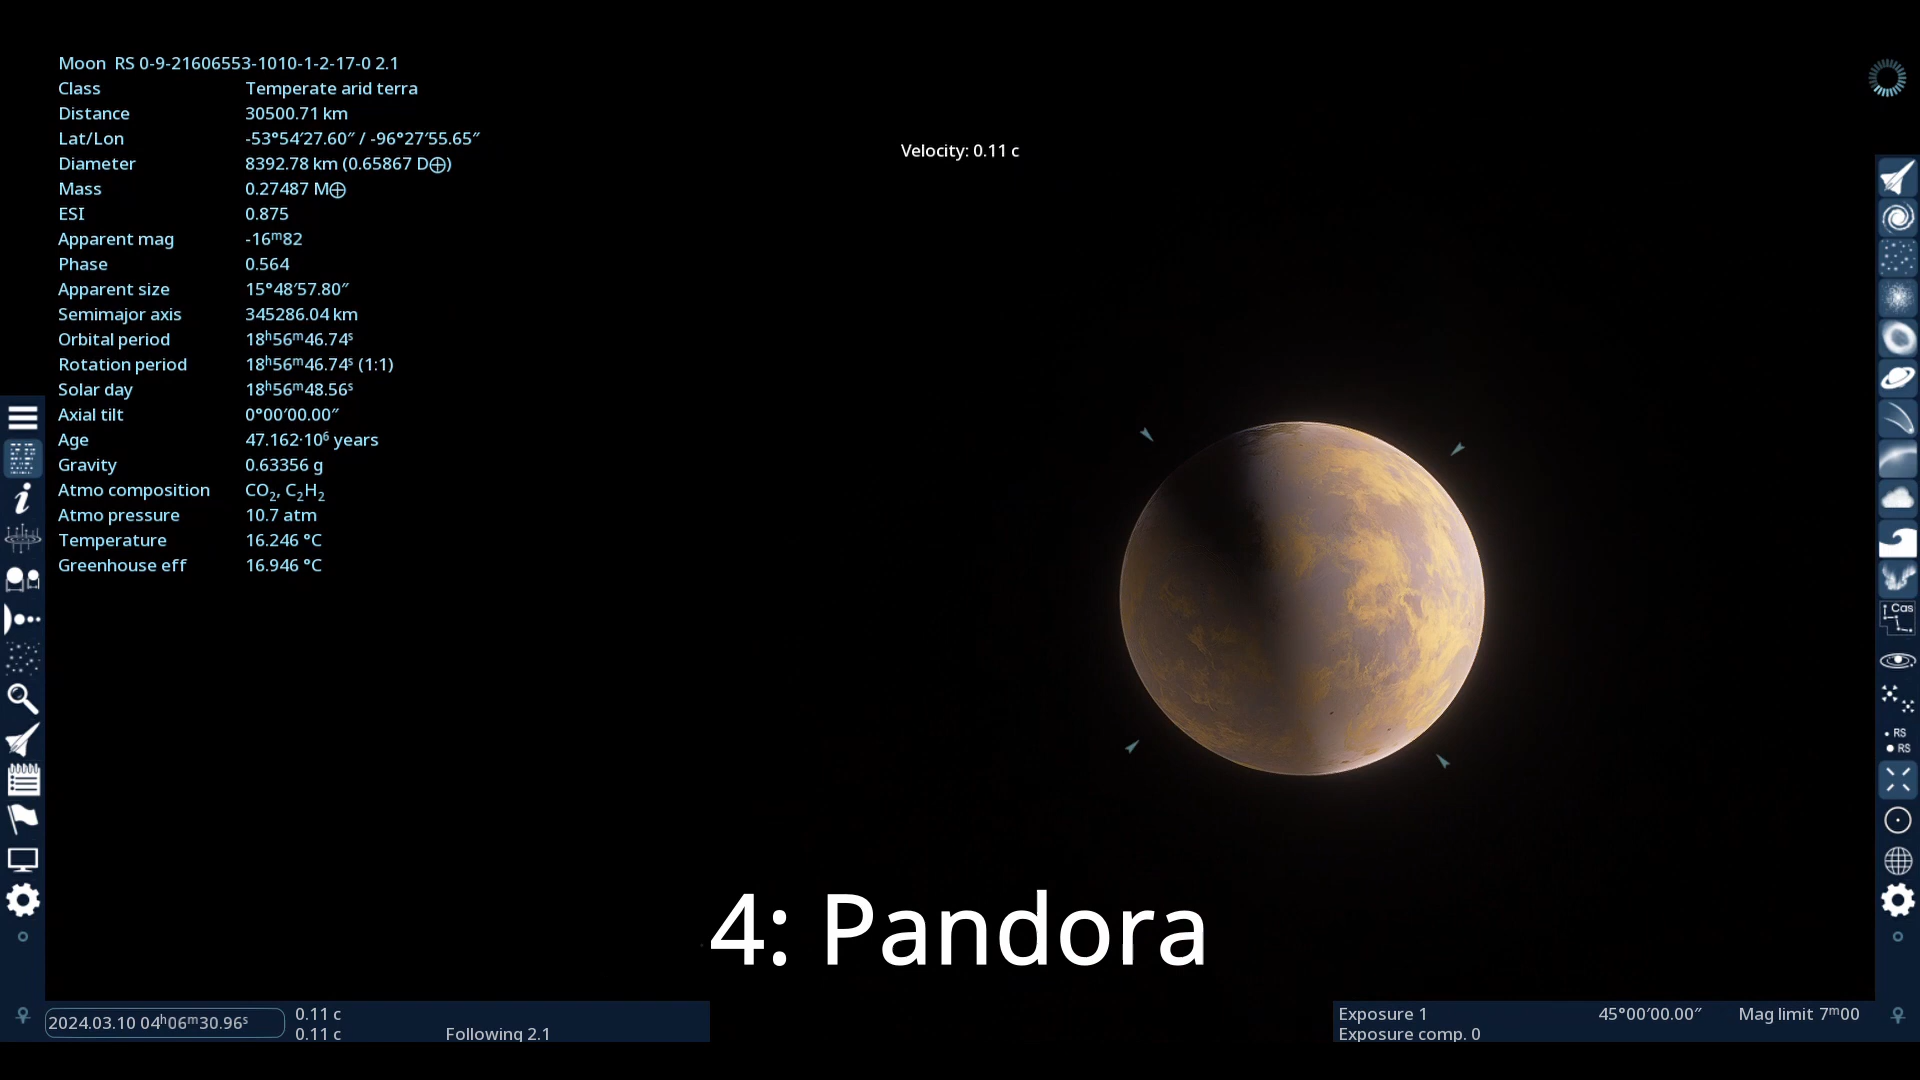 Moon RS 0-9-21606553-1010-1-2-17-0 2.1
Class Temperate arid terra
Distance 30500.71 km
Lat/Lon -53°54′27.60″ / -96°27′55.65″
Diameter 8392.78 km (0.65867 D⊕)
Mass 0.27487 M⊕
ESI 0.875
Apparent mag -16ᵐ82
Phase 0.564
Apparent size 15°48′57.80″
Semimajor axis 345286.04 km
Orbital period 18ʰ56ᵐ46.74ˢ
Rotation period 18ʰ56ᵐ46.74ˢ (1:1)
Solar day 18ʰ56ᵐ48.56ˢ
Axial tilt 0°00′00.00″
Age 47.162·10⁶ years
Gravity 0.63356 g
Atmo composition CO₂, C₂H₂
Atmo pressure 10.7 atm
Temperature 16.246 °C
Greenhouse eff 16.946 °C
Velocity: 0.11 c
Cas
RS
RS
4: Pandora
2024.03.10 04ʰ06ᵐ30.96ˢ
0.11 c
0.11 c Following 2.1
Exposure 1 45°00′00.00″ Mag limit 7ᵐ00
Exposure comp. 0